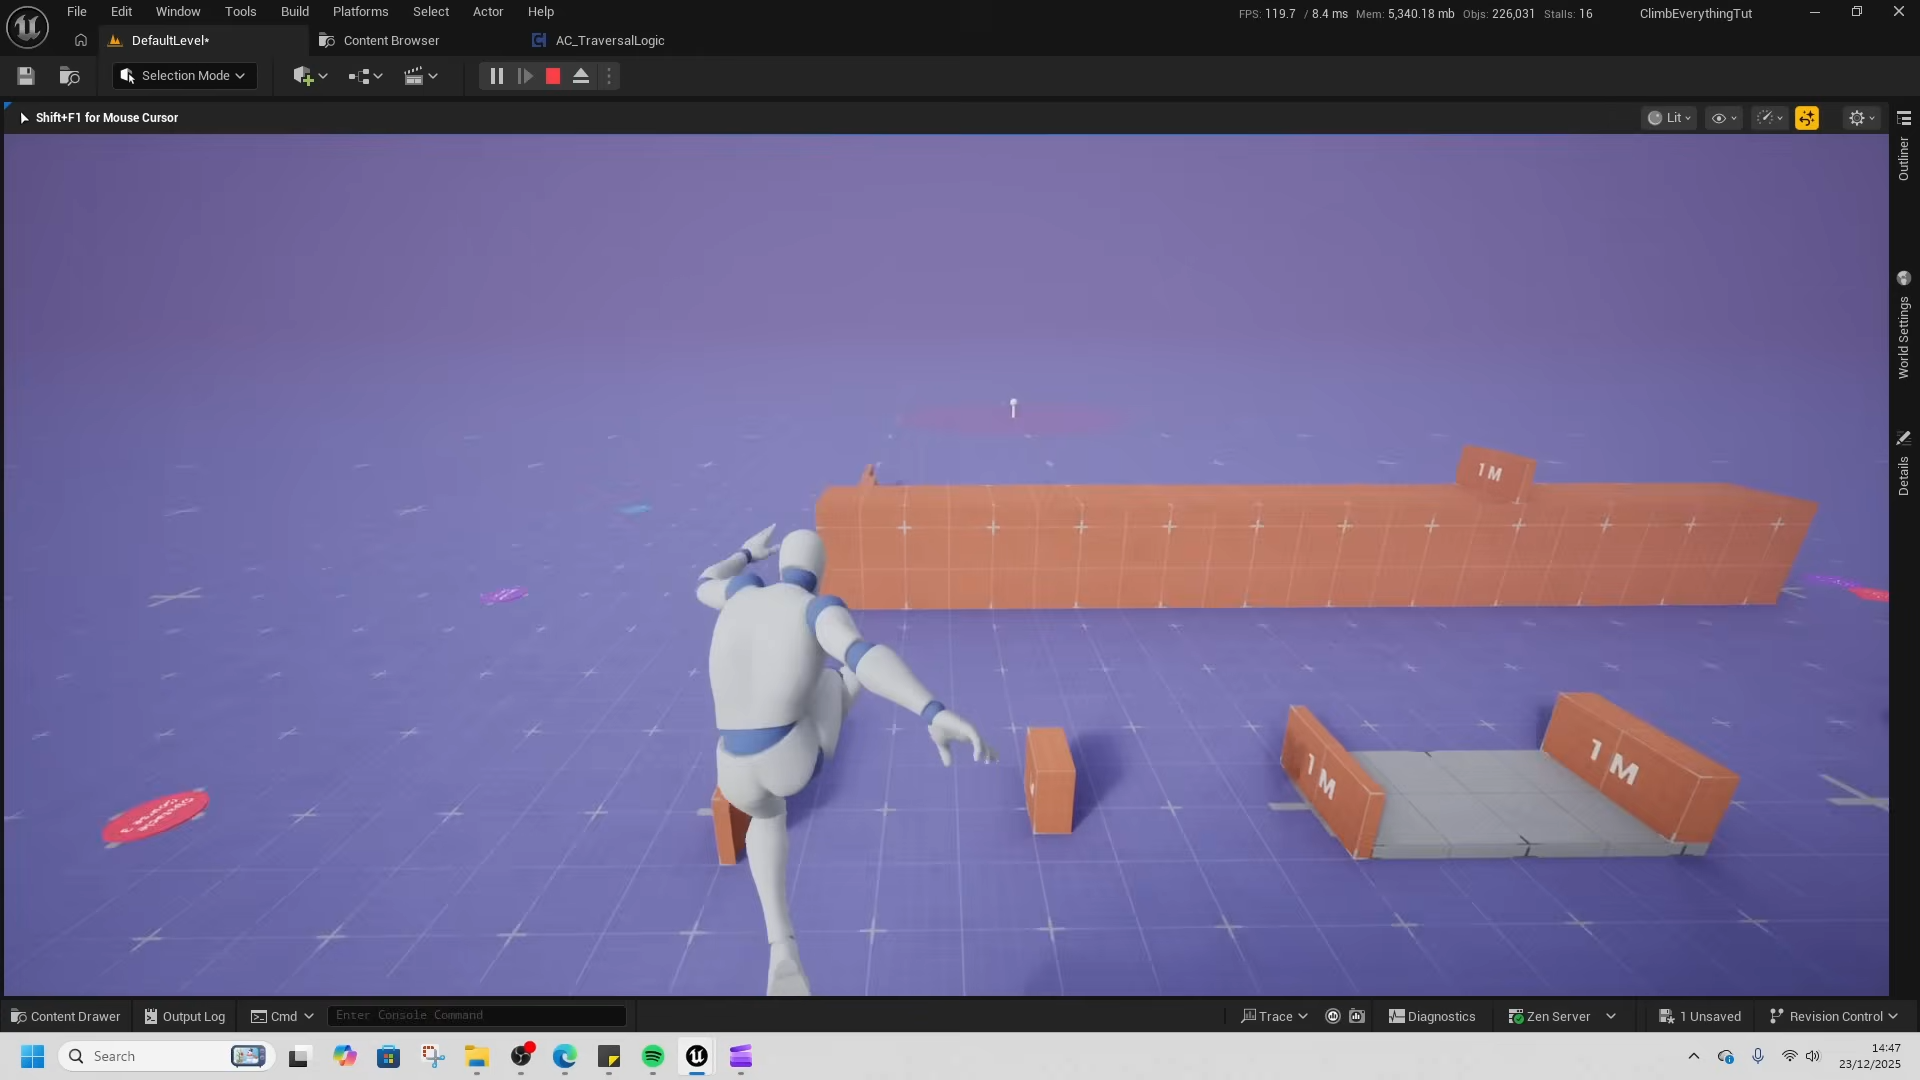 File Edit Window Tools Build Platforms Select Actor Help
FPS: 119.7 / 8.4 ms Mem: 5,340.18 mb Objs: 226,031 Stalls: 16
ClimbEverythingTut
DefaultLevel*
Content Browser
AC_TraversalLogic
Selection Mode
Shift+F1 for Mouse Cursor
Lit
Outliner
World Settings
Details
1 M
1 M
1 M
Content Drawer
Output Log
Cmd
Enter Console Command
Trace
Diagnostics
Zen Server
1 Unsaved
Revision Control
Search
14:47
23/12/2025